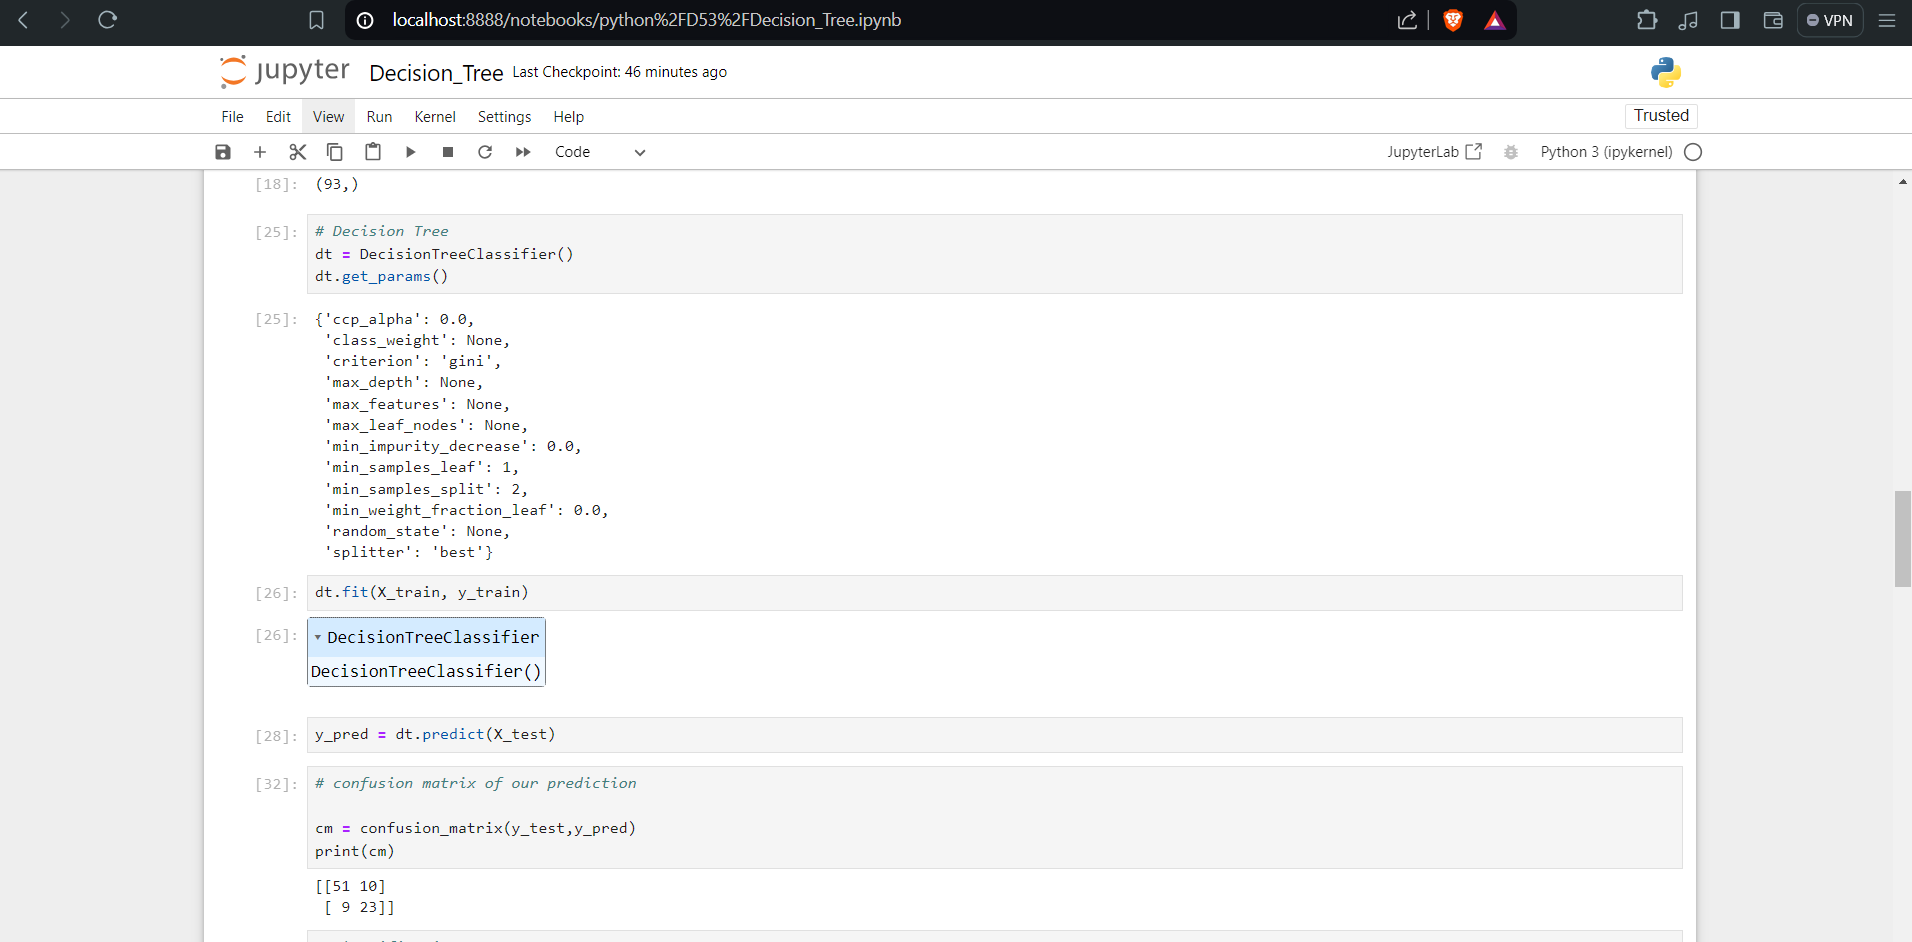 localhost:8888/notebooks/python%2FD53%2FDecision_Tree.ipynb
VPN
jupyter Decision_Tree Last Checkpoint: 46 minutes ago
File Edit View Run Kernel Settings Help
Trusted
Code
JupyterLab
Python 3 (ipykernel)
[18]: (93,)
[25]: # Decision Tree
dt = DecisionTreeClassifier()
dt.get_params()
[25]: {'ccp_alpha': 0.0,
'class_weight': None,
'criterion': 'gini',
'max_depth': None,
'max_features': None,
'max_leaf_nodes': None,
'min_impurity_decrease': 0.0,
'min_samples_leaf': 1,
'min_samples_split': 2,
'min_weight_fraction_leaf': 0.0,
'random_state': None,
'splitter': 'best'}
[26]: dt.fit(X_train, y_train)
[26]: DecisionTreeClassifier
DecisionTreeClassifier()
[28]: y_pred = dt.predict(X_test)
[32]: # confusion matrix of our prediction
cm = confusion_matrix(y_test,y_pred)
print(cm)
[[51 10]
[ 9 23]]